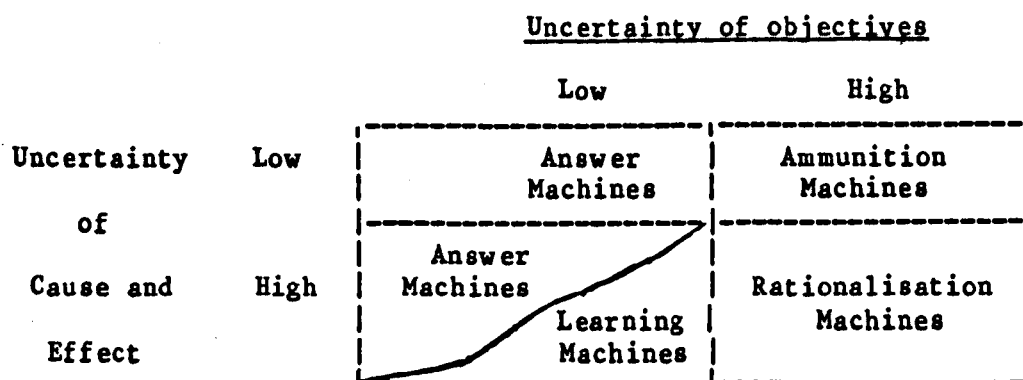 Uncertainty of objectives
Low High
Uncertainty Low Answer Ammunition
Machines Machines
of
Answer
Cause and High Machines Rationalisation
Learning Machines
Effect Machines